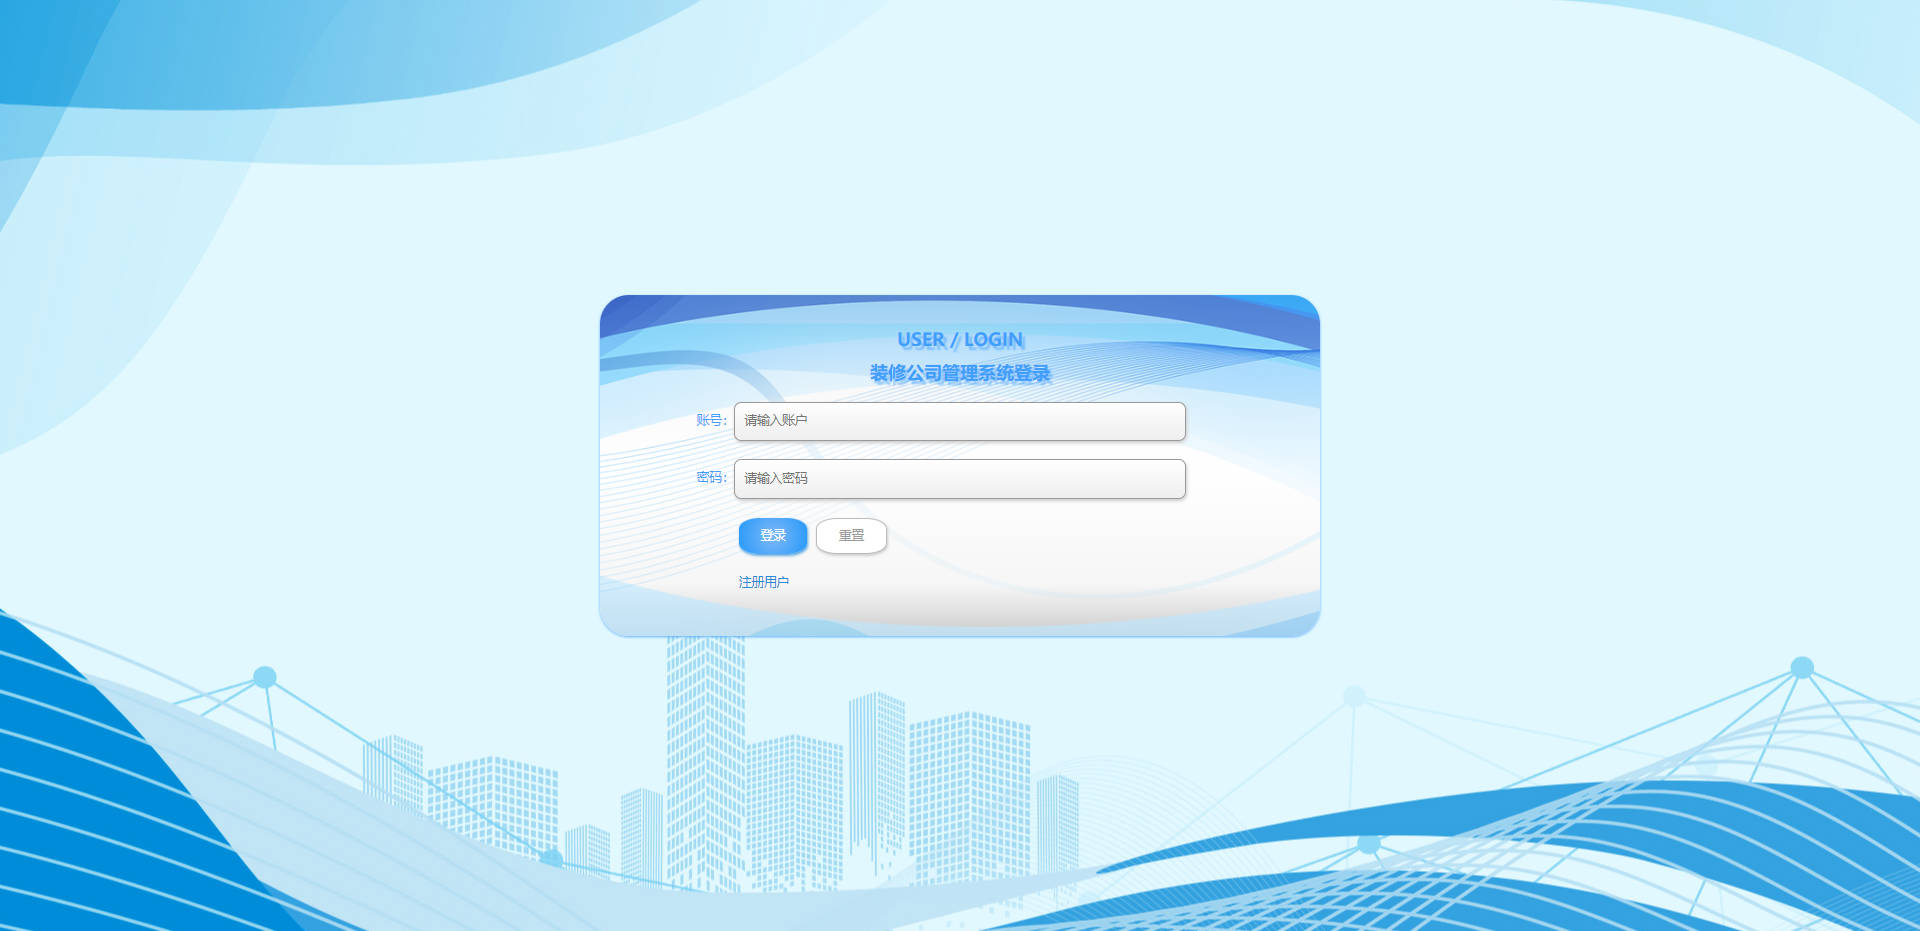 USER / LOGIN
装修公司管理系统登录
账号: 请输入账户
密码: 请输入密码
登录 重置
注册用户